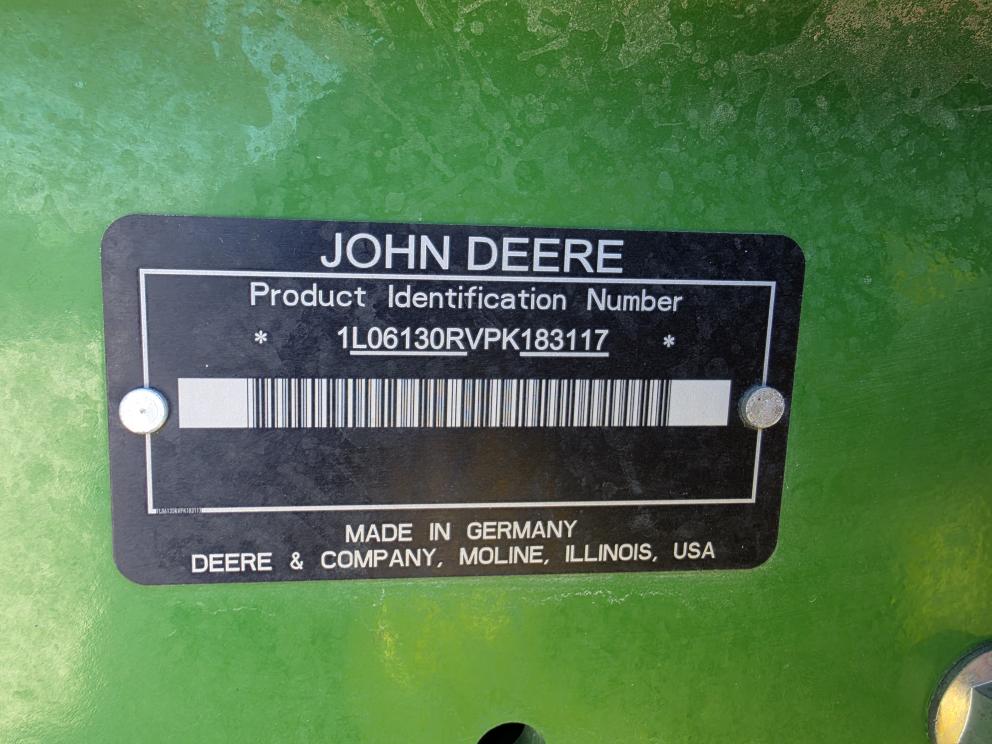 JOHN DEERE
Product Identification Number
* 1L06130RVPK183117 *
MADE IN GERMANY
DEERE & COMPANY, MOLINE, ILLINOIS, USA